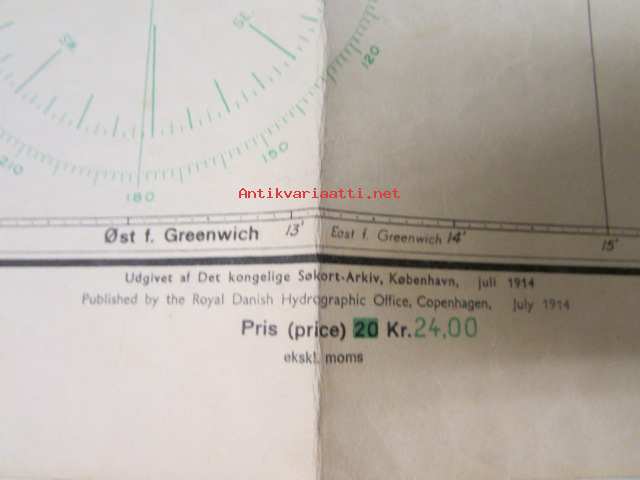 SW. SE.
210 180 150 120
Antikvariaatti.net
Øst f. Greenwich 13' East f. Greenwich 14' 15'
Udgivet af Det kongelige Søkort-Arkiv, København, juli 1914
Published by the Royal Danish Hydrographic Office, Copenhagen, July 1914
Pris (price) 20 Kr. 24,00
ekskl. moms